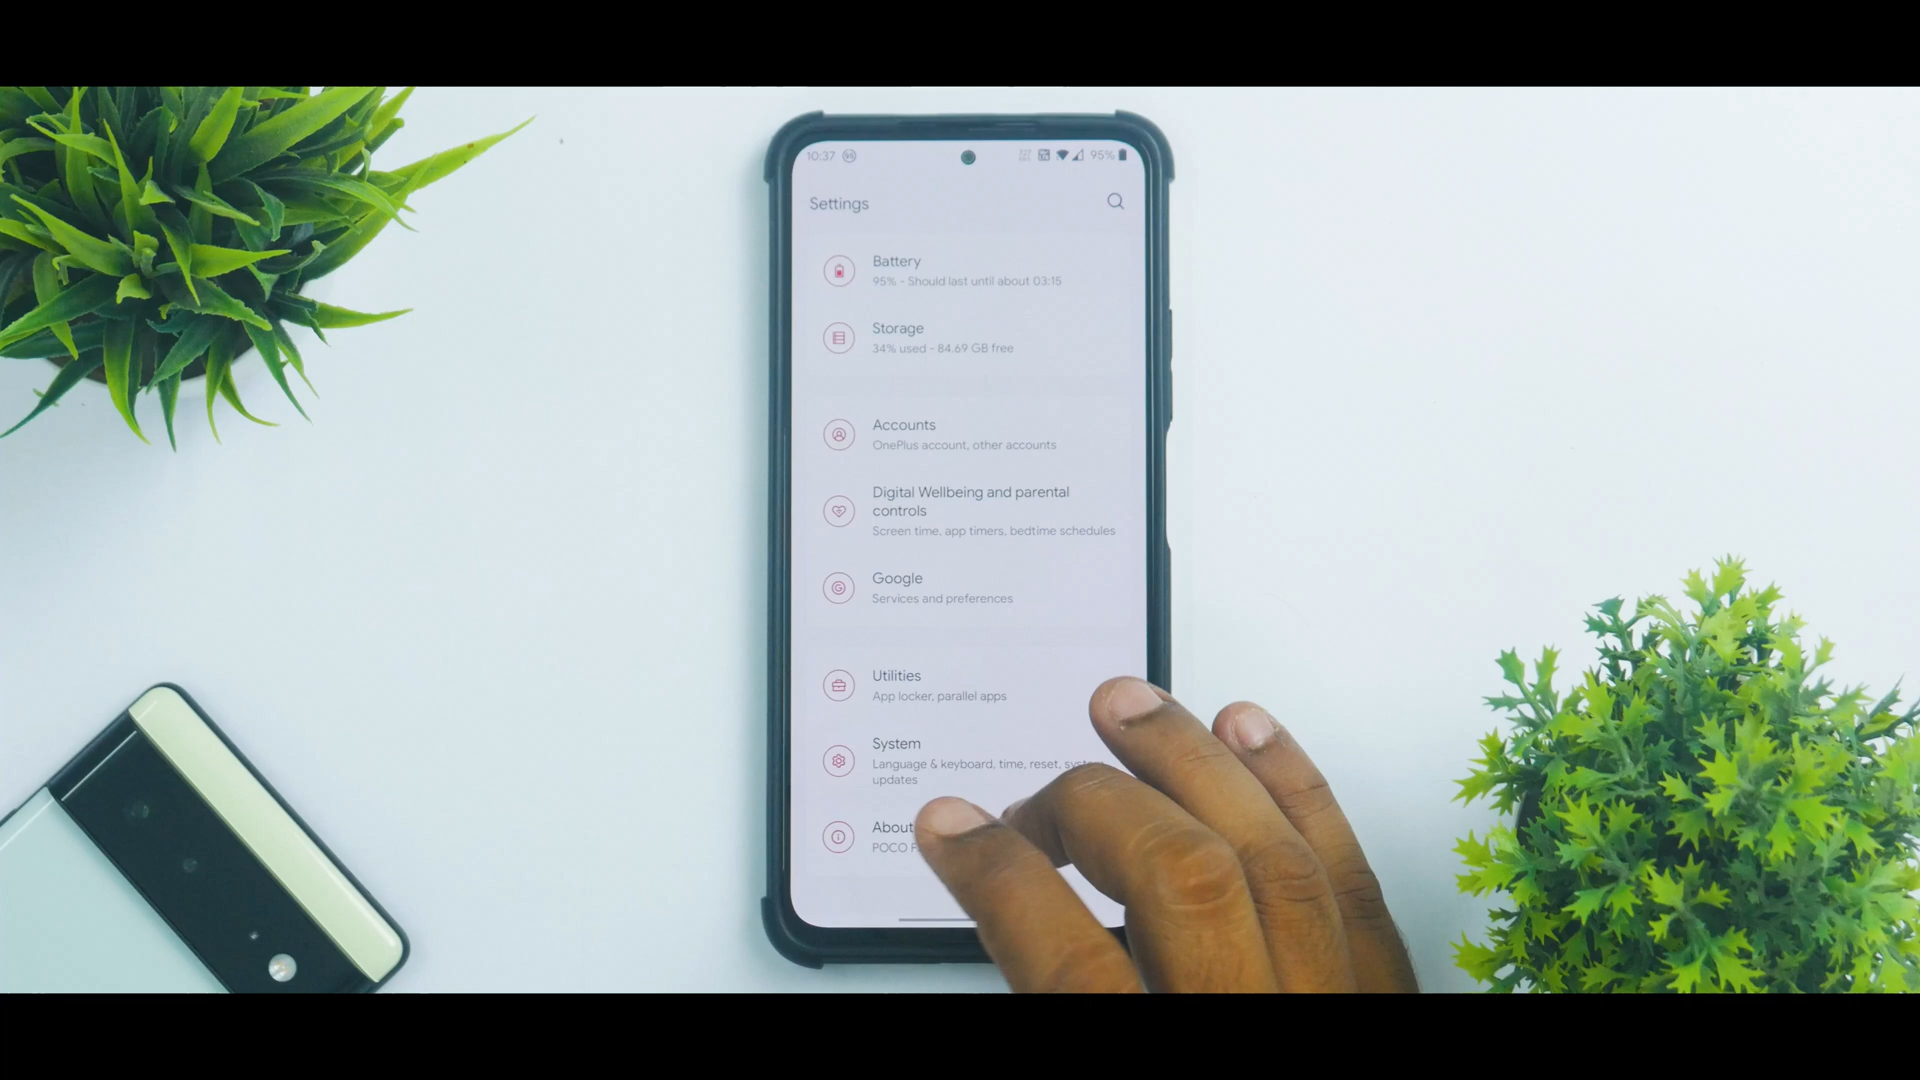 10:37 95%
Settings
Battery
95% - Should last until about 03:15
Storage
34% used - 84.69 GB free
Accounts
OnePlus account, other accounts
Digital Wellbeing and parental
controls
Screen time, app timers, bedtime schedules
Google
Services and preferences
Utilities
App locker, parallel apps
System
Language & keyboard, time, reset,
updates
About
POCO